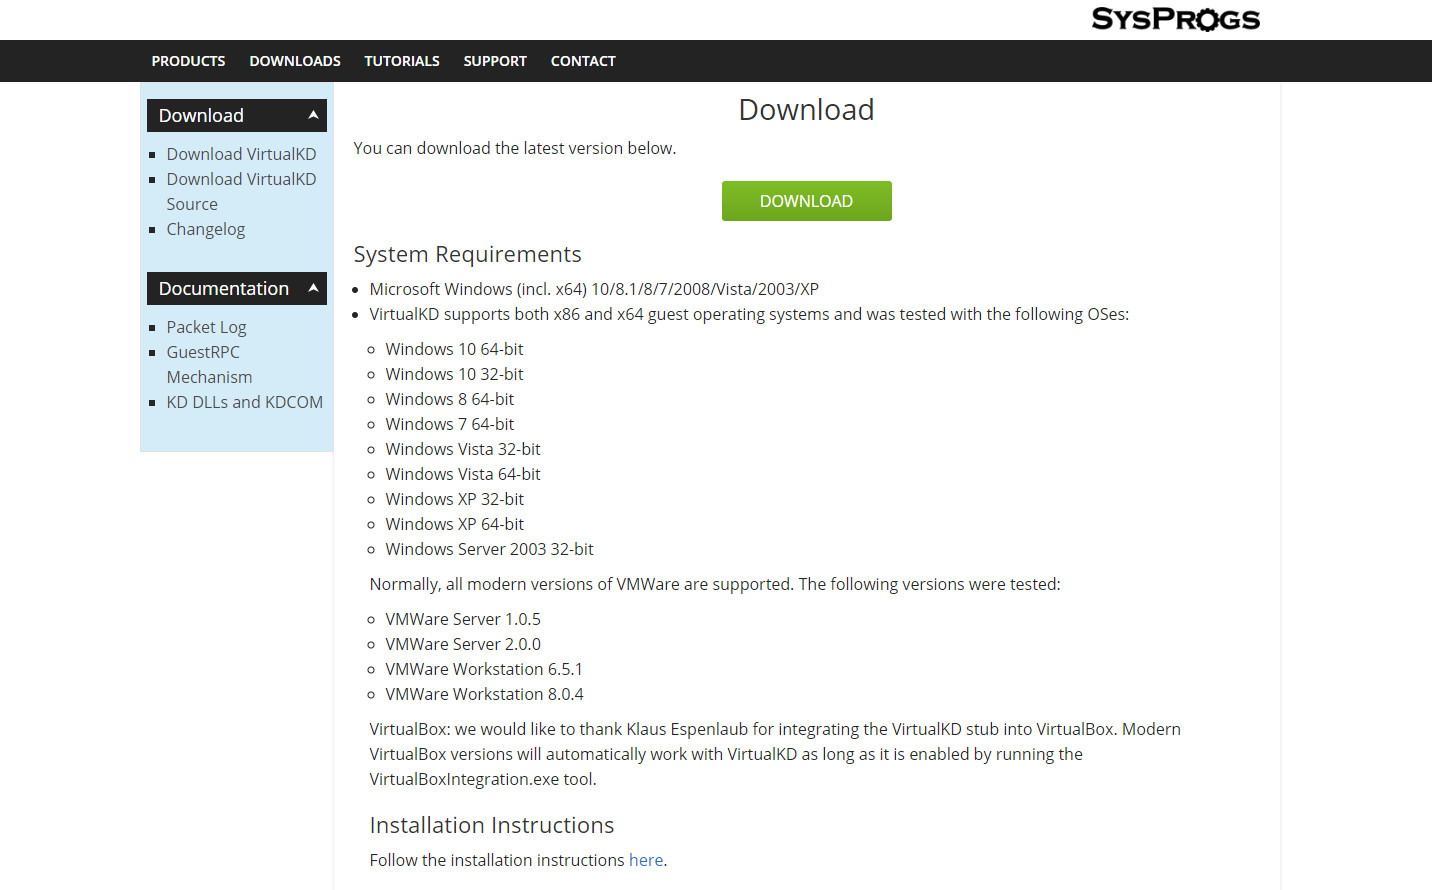 SYSPROGS
PRODUCTS DOWNLOADS TUTORIALS SUPPORT CONTACT
Download
Download VirtualKD
Download VirtualKD
Source
Changelog
Documentation
Packet Log
GuestRPC
Mechanism
KD DLLs and KDCOM
Download
You can download the latest version below.
DOWNLOAD
System Requirements
Microsoft Windows (incl. x64) 10/8.1/8/7/2008/Vista/2003/XP
VirtualKD supports both x86 and x64 guest operating systems and was tested with the following OSes:
Windows 10 64-bit
Windows 10 32-bit
Windows 8 64-bit
Windows 7 64-bit
Windows Vista 32-bit
Windows Vista 64-bit
Windows XP 32-bit
Windows XP 64-bit
Windows Server 2003 32-bit
Normally, all modern versions of VMWare are supported. The following versions were tested:
VMWare Server 1.0.5
VMWare Server 2.0.0
VMWare Workstation 6.5.1
VMWare Workstation 8.0.4
VirtualBox: we would like to thank Klaus Espenlaub for integrating the VirtualKD stub into VirtualBox. Modern
VirtualBox versions will automatically work with VirtualKD as long as it is enabled by running the
VirtualBoxIntegration.exe tool.
Installation Instructions
Follow the installation instructions here.